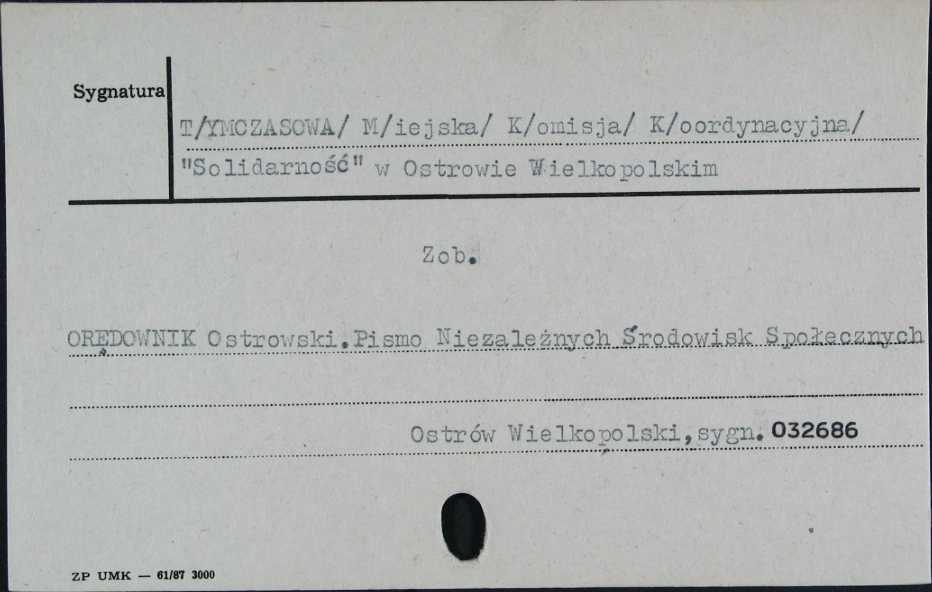 Sygnatura
T/YMCZASOWA/ M/iejska/ K/omisja/ K/oordynacyjna/
"Solidarność" w Ostrowie Wielkopolskim
Zob.
ORĘDOWNIK Ostrowski.Pismo Niezależnych Środowisk Społecznych
Ostrów Wielkopolski,sygn. 032686
ZP UMK — 61/87 3000